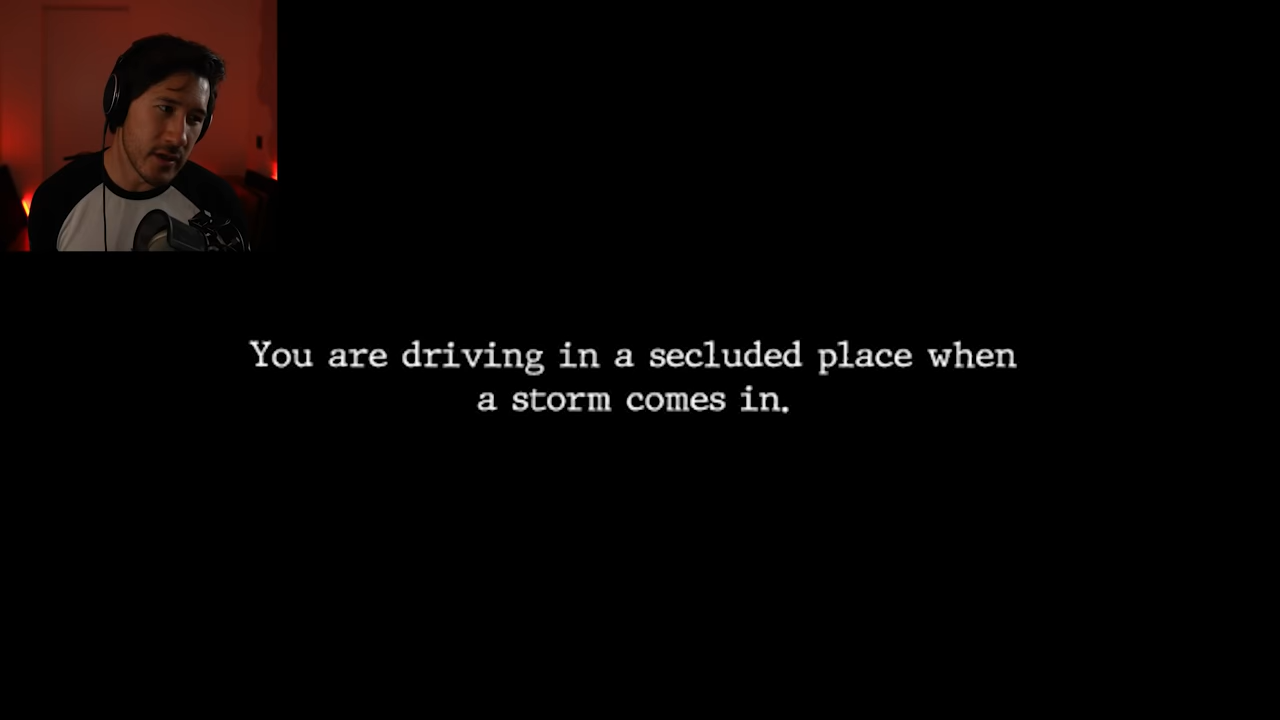 You are driving in a secluded place when
a storm comes in.